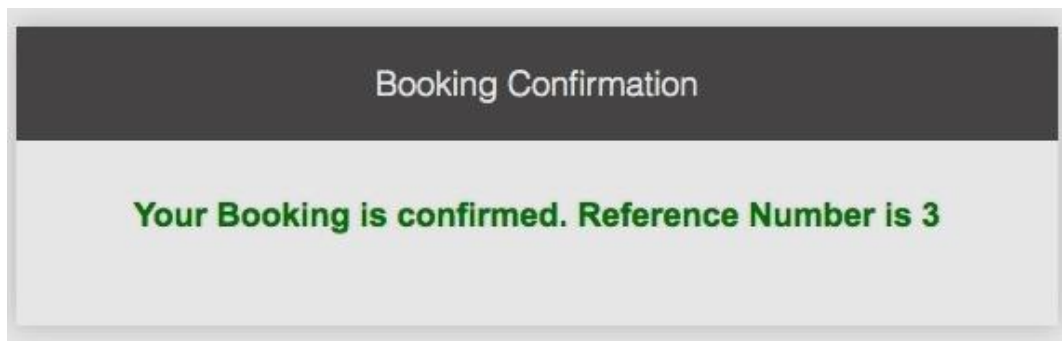 Booking Confirmation
Your Booking is confirmed. Reference Number is 3